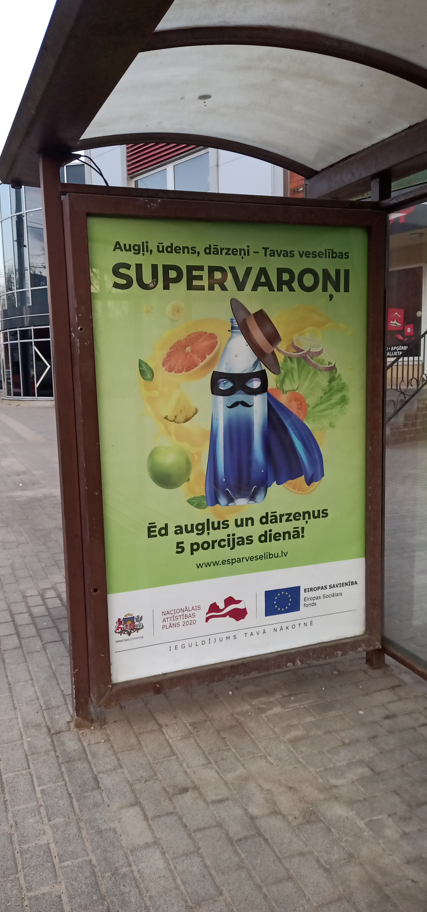 Augļi, ūdens, dārzeņi – Tavas veselības
SUPERVAROŅI
Ēd augļus un dārzeņus
5 porcijas dienā!
www.esparveselibu.lv
NACIONĀLAIS
ATTĪSTĪBAS
PLĀNS 2020
EIROPAS SAVIENĪBA
Eiropas Sociālais
fonds
IEGULDĪJUMS TAVĀ NĀKOTNĒ